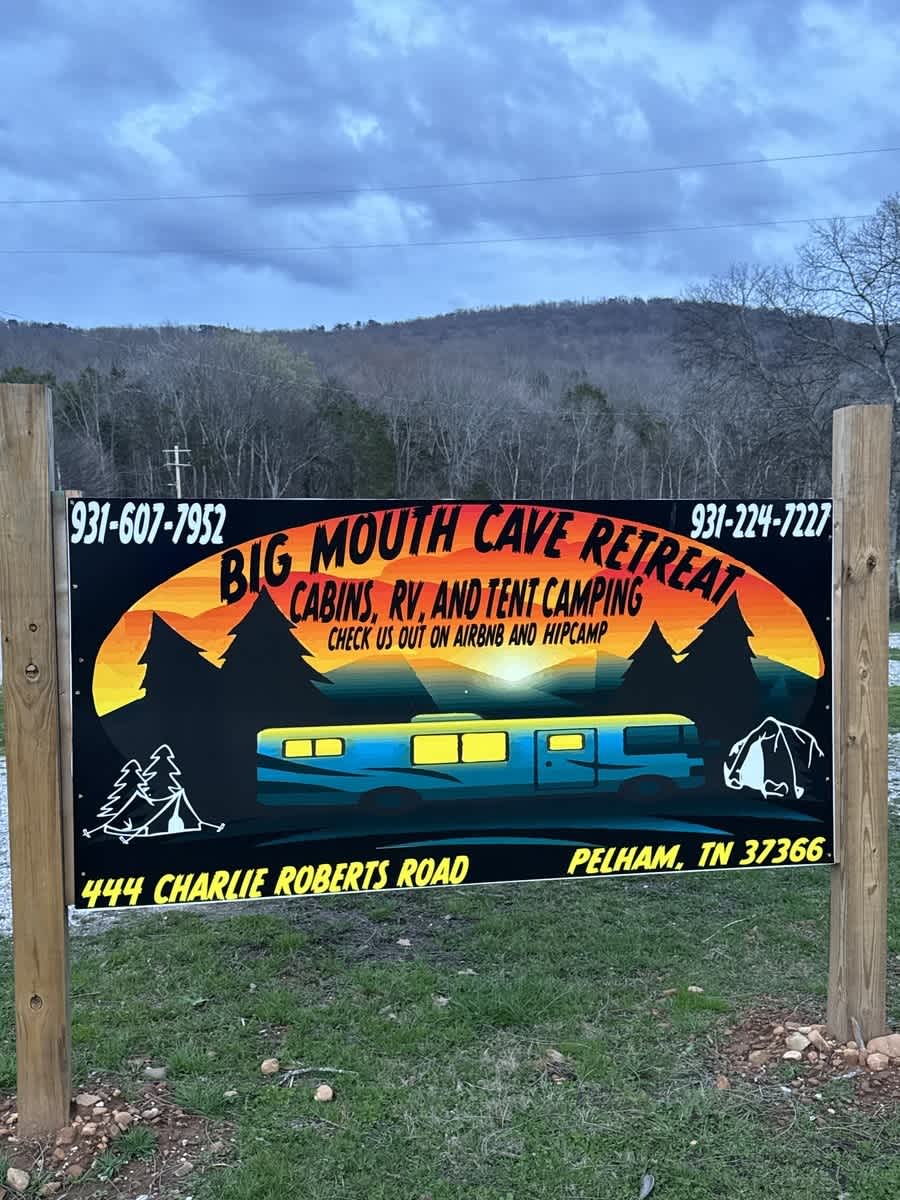 931-607-7952
931-224-7227
BIG MOUTH CAVE RETREAT
CABINS, RV, AND TENT CAMPING
CHECK US OUT ON AIRBNB AND HIPCAMP
444 CHARLIE ROBERTS ROAD
PELHAM, TN 37366